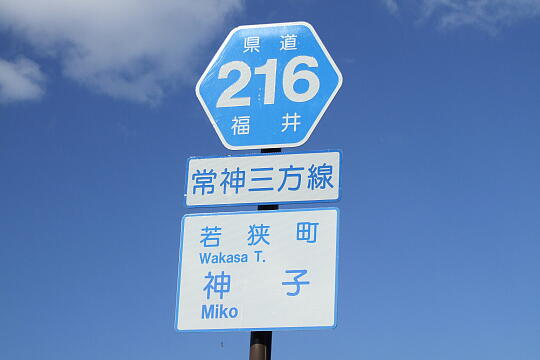 県道
216
福井
常神三方線
若狭町
Wakasa T.
神子
Miko